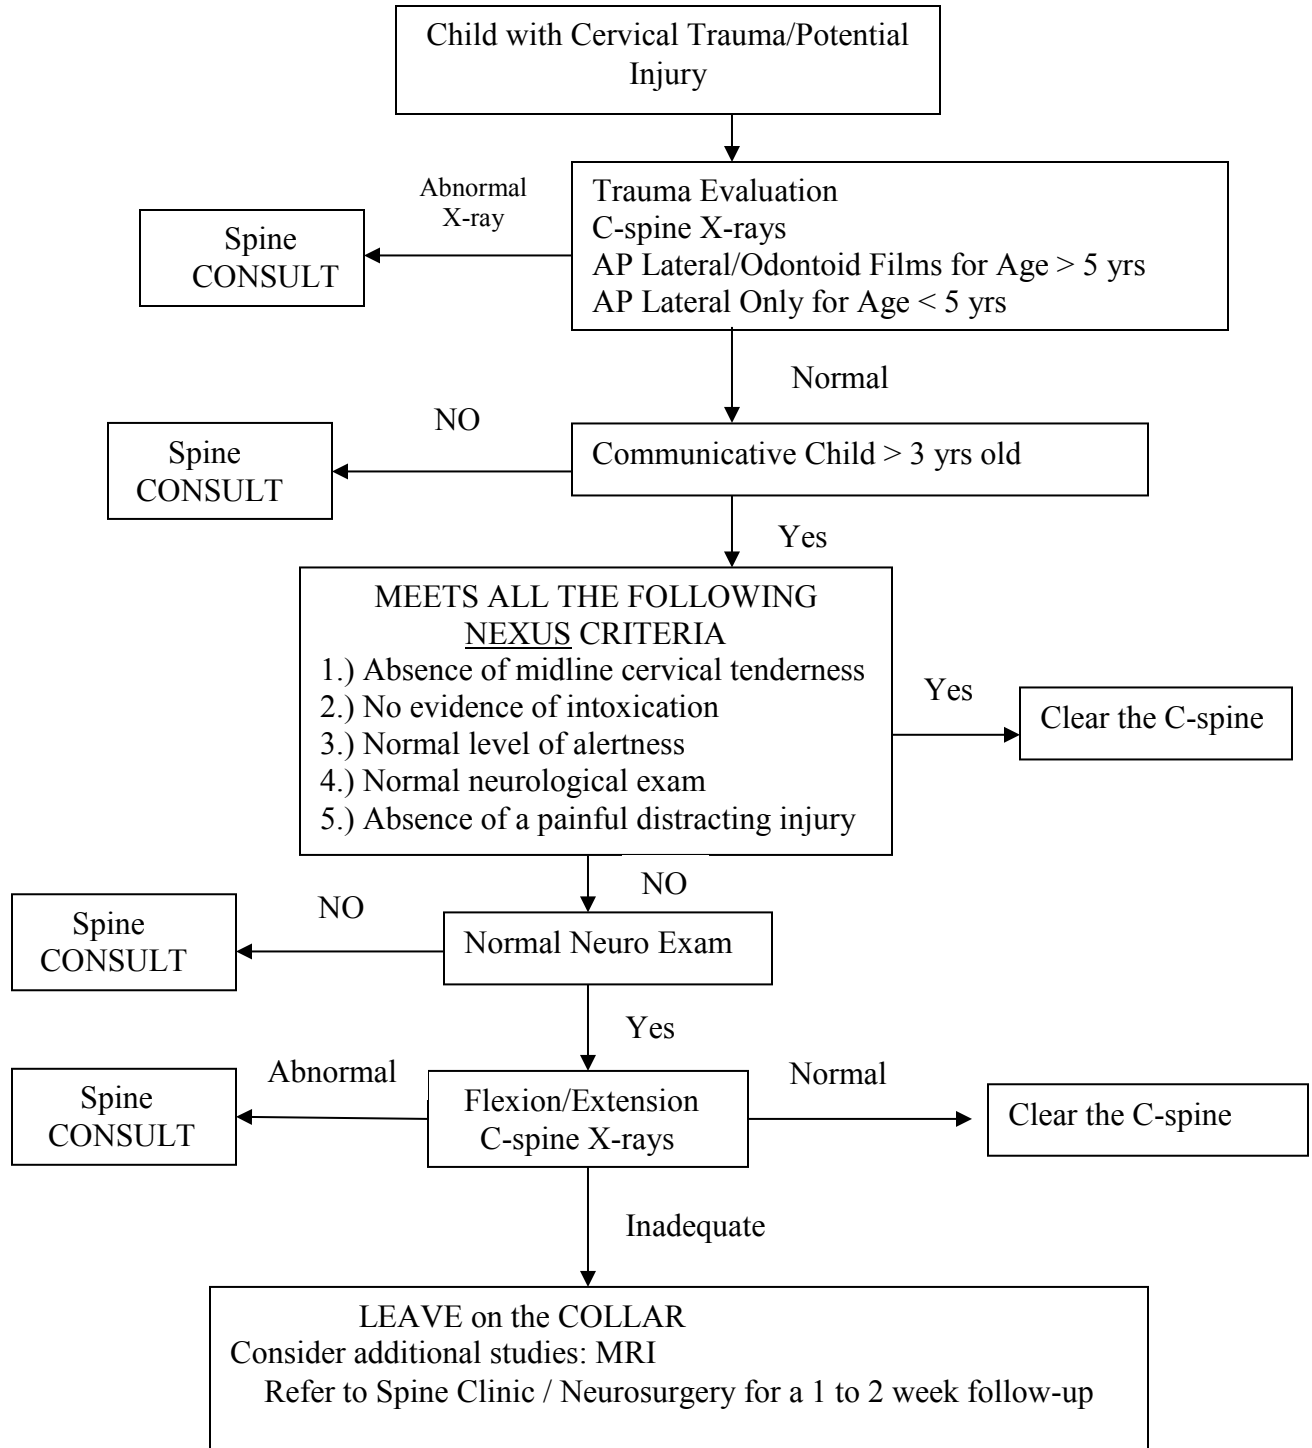 Child with Cervical Trauma/Potential
Injury
Abnormal
X-ray
Trauma Evaluation
C-spine X-rays
AP Lateral/Odontoid Films for Age > 5 yrs
AP Lateral Only for Age < 5 yrs
Spine
CONSULT
Normal
NO
Communicative Child > 3 yrs old
Spine
CONSULT
Yes
MEETS ALL THE FOLLOWING
NEXUS CRITERIA
1.) Absence of midline cervical tenderness
2.) No evidence of intoxication
3.) Normal level of alertness
4.) Normal neurological exam
5.) Absence of a painful distracting injury
Yes
Clear the C-spine
NO
NO
Spine
CONSULT
Normal Neuro Exam
Yes
Abnormal
Normal
Spine
CONSULT
Flexion/Extension
C-spine X-rays
Clear the C-spine
Inadequate
LEAVE on the COLLAR
Consider additional studies: MRI
Refer to Spine Clinic / Neurosurgery for a 1 to 2 week follow-up